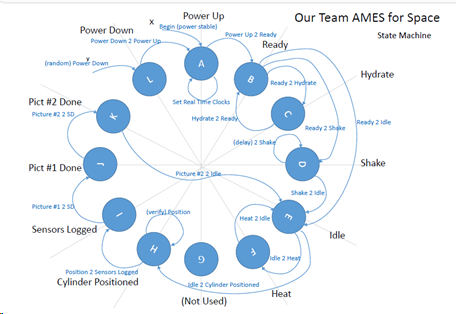 Our Team AMES for Space
State Machine
Power Up
x
Begin (power stable)
Power Down
Power Down 2 Power Up
Power Up 2 Ready
Ready
y
(random) Power Down
A
L
B
Hydrate
Ready 2 Hydrate
Set Real Time Clocks
Pict #2 Done
Picture #2 2 SD
K
C
Hydrate 2 Ready
Ready 2 Shake
Ready 2 Idle
(delay) 2 Shake
Pict #1 Done
J
D
Shake
Picture #2 2 Idle
Shake 2 Idle
Picture #1 2 SD
I
(verify) Position
Heat 2 Idle
E
Sensors Logged
Idle
H
G
F
Idle 2 Heat
Position 2 Sensors Logged
Cylinder Positioned
Idle 2 Cylinder Positioned
Heat
(Not Used)